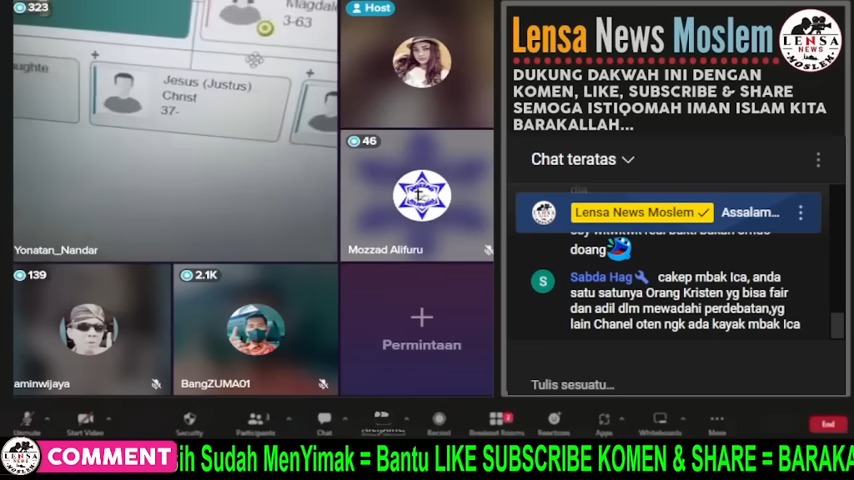 323
Magdale
3-63
ughte
Jesus (Justus)
Christ
37-
Yonatan_Nandar
Host
46
Mozzad Alifuru
139
aminwijaya
2.1K
BangZUMA01
Permintaan
Lensa News Moslem
LENSA
NEWS
MOSLEM
DUKUNG DAKWAH INI DENGAN
KOMEN, LIKE, SUBSCRIBE & SHARE
SEMOGA ISTIQOMAH IMAN ISLAM KITA
BARAKALLAH...
Chat teratas
Lensa News Moslem Assalam...
doang
S
Sabda Hag cakep mbak Ica, anda
satu satunya Orang Kristen yg bisa fair
dan adil dlm mewadahi perdebatan,yg
lain Chanel oten ngk ada kayak mbak Ica
Tulis sesuatu...
Unmute
Start Video
Security
Participants
Chat
Record
Breakout Rooms
Reactions
Apps
Whiteboards
More
End
COMMENT
sih Sudah MenYimak = Bantu LIKE SUBSCRIBE KOMEN & SHARE = BARAKA